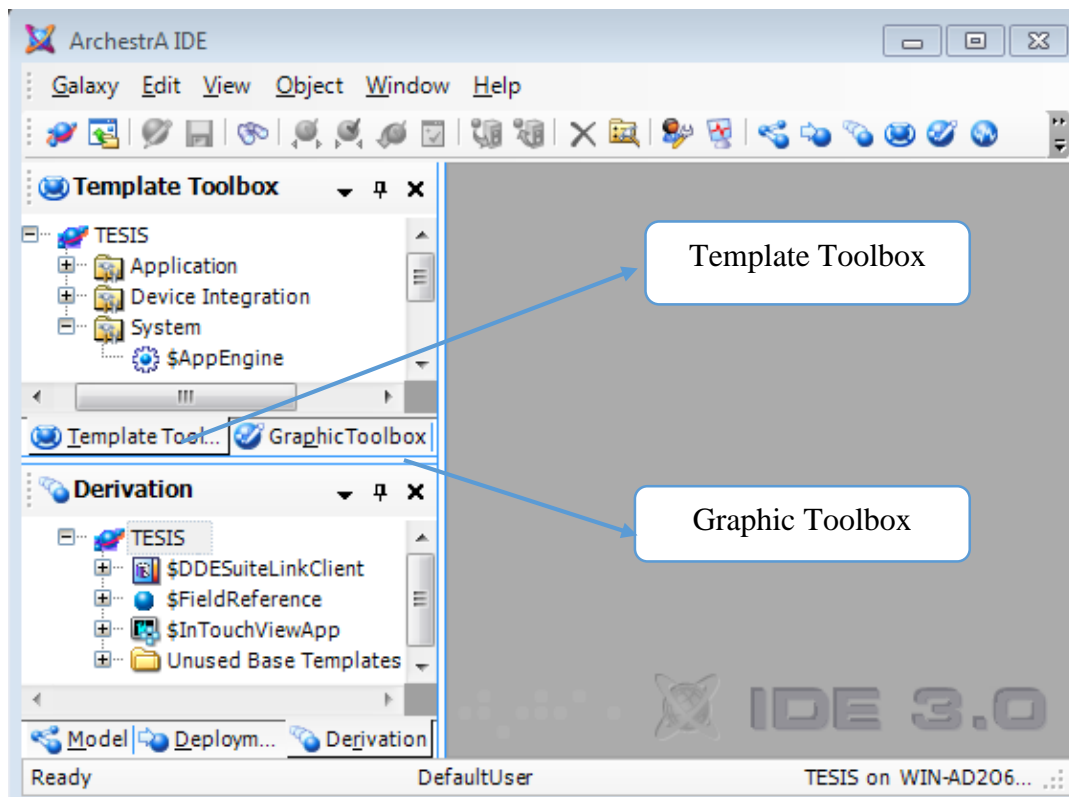 ArchestrA IDE
Galaxy Edit View Object Window Help
Template Toolbox
TESIS
Application
Device Integration
System
$AppEngine
Template Tool... GraphicToolbox
Template Toolbox
Derivation
TESIS
$DDESuiteLinkClient
$FieldReference
$InTouchViewApp
Unused Base Templates
Graphic Toolbox
IDE 3.0
Model Deploym... Derivation
Ready DefaultUser TESIS on WIN-AD2O6...